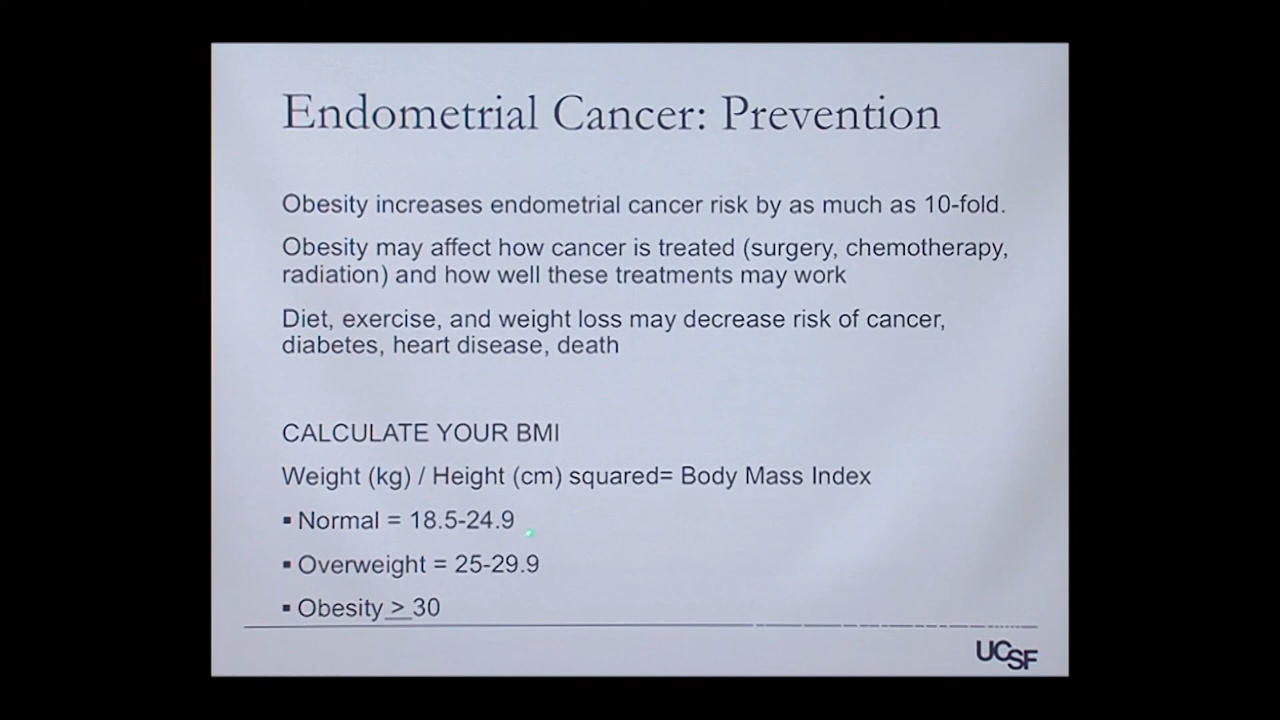 Endometrial Cancer: Prevention
Obesity increases endometrial cancer risk by as much as 10-fold.
Obesity may affect how cancer is treated (surgery, chemotherapy,
radiation) and how well these treatments may work
Diet, exercise, and weight loss may decrease risk of cancer,
diabetes, heart disease, death
CALCULATE YOUR BMI
Weight (kg) / Height (cm) squared= Body Mass Index
▪ Normal = 18.5-24.9
▪ Overweight = 25-29.9
▪ Obesity > 30
UCSF